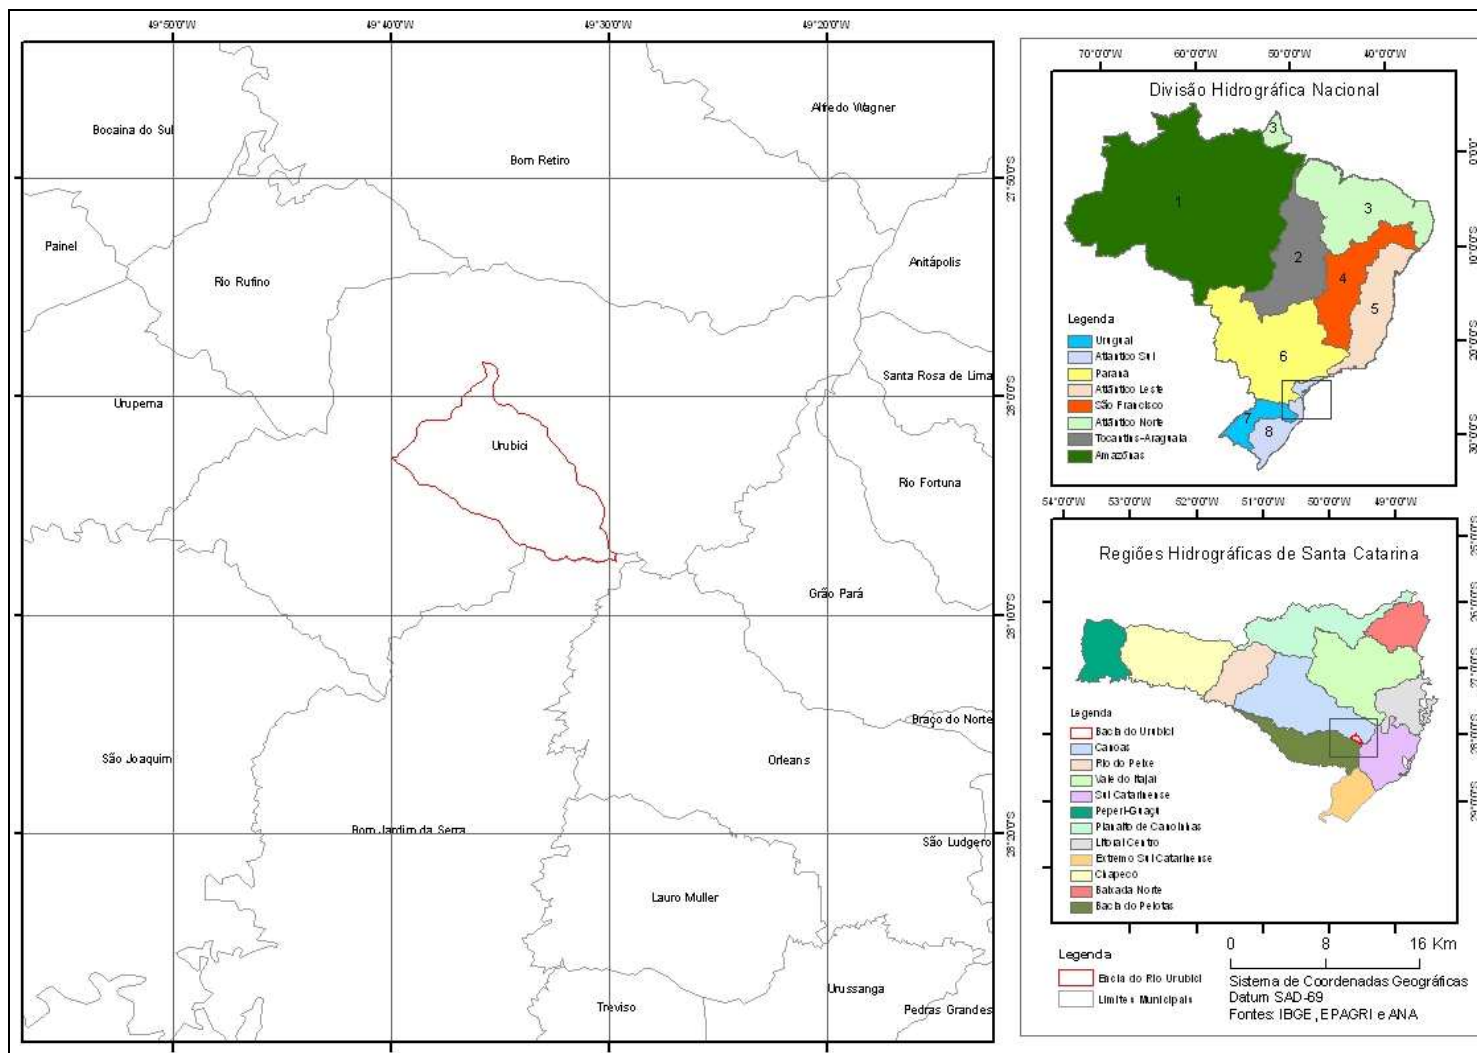 49°50'0"W
49°40'0"W
49°30'0"W
49°20'0"W
Alfredo Wagner
Bocaina do Sul
Bom Retiro
27°50'0"S
Painel
Rio Rufino
Anitápolis
Santa Rosa de Lima
28°0'0"S
Urupema
Urubici
Rio Fortuna
Grão Pará
28°10'0"S
Braço do Norte
São Joaquim
Orleans
Bom Jardim da Serra
28°20'0"S
São Ludgero
Lauro Muller
Urussanga
Treviso
Pedras Grandes
70°0'0"W
60°0'0"W
50°0'0"W
40°0'0"W
Divisão Hidrográfica Nacional
3
0°0'0"
1
3
10°0'0"S
2
4
5
Legenda
Uruguai
Atlantico Sul
Paraná
Atlântico Leste
São Francisco
Atlântico Norte
Tocantins-Araguaia
Amazônas
20°0'0"S
6
7
8
30°0'0"S
54°0'0"W
53°0'0"W
52°0'0"W
51°0'0"W
50°0'0"W
49°0'0"W
25°0'0"S
Regiões Hidrográficas de Santa Catarina
26°0'0"S
27°0'0"S
28°0'0"S
29°0'0"S
Legenda
Bacia do Urubici
Canoas
Rio do Peixe
Vale do Itajaí
Sul Catarinense
Peperi-Guaçu
Planalto de Canoinhas
Litoral Centro
Extremo Sul Catarinense
Chapecó
Baixada Norte
Bacia do Pelotas
Legenda
Bacia do Rio Urubici
Limites Municipais
0 8 16 Km
Sistema de Coordenadas Geográficas
Datum SAD-69
Fontes: IBGE, EPAGRI e ANA